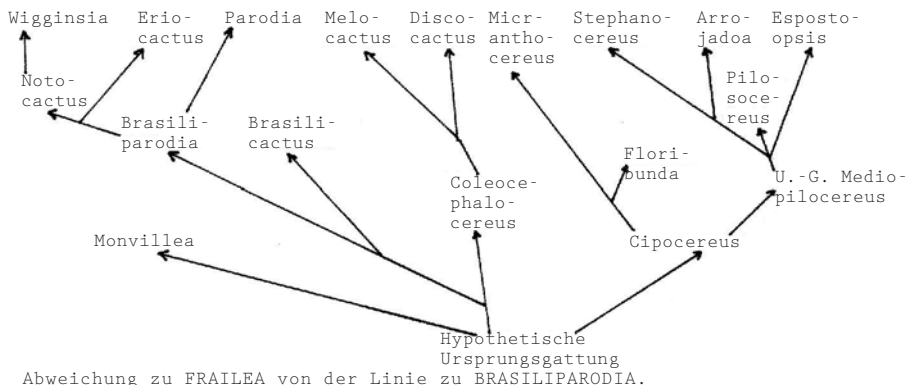 Wigginsia
Erio-
cactus
Parodia
Melo-
cactus
Disco-
cactus
Micr-
antho-
cereus
Stephano-
cereus
Arro-
jadoa
Esposto-
opsis
Noto-
cactus
Brasili-
parodia
Brasili-
cactus
Pilo-
soce-
reus
Coleoce-
phalo-
cereus
Flori-
bunda
U.-G. Medio-
pilocereus
Monvillea
Cipocereus
Hypothetische
Ursprungsgattung
Abweichung zu FRAILEA von der Linie zu BRASILIPARODIA.